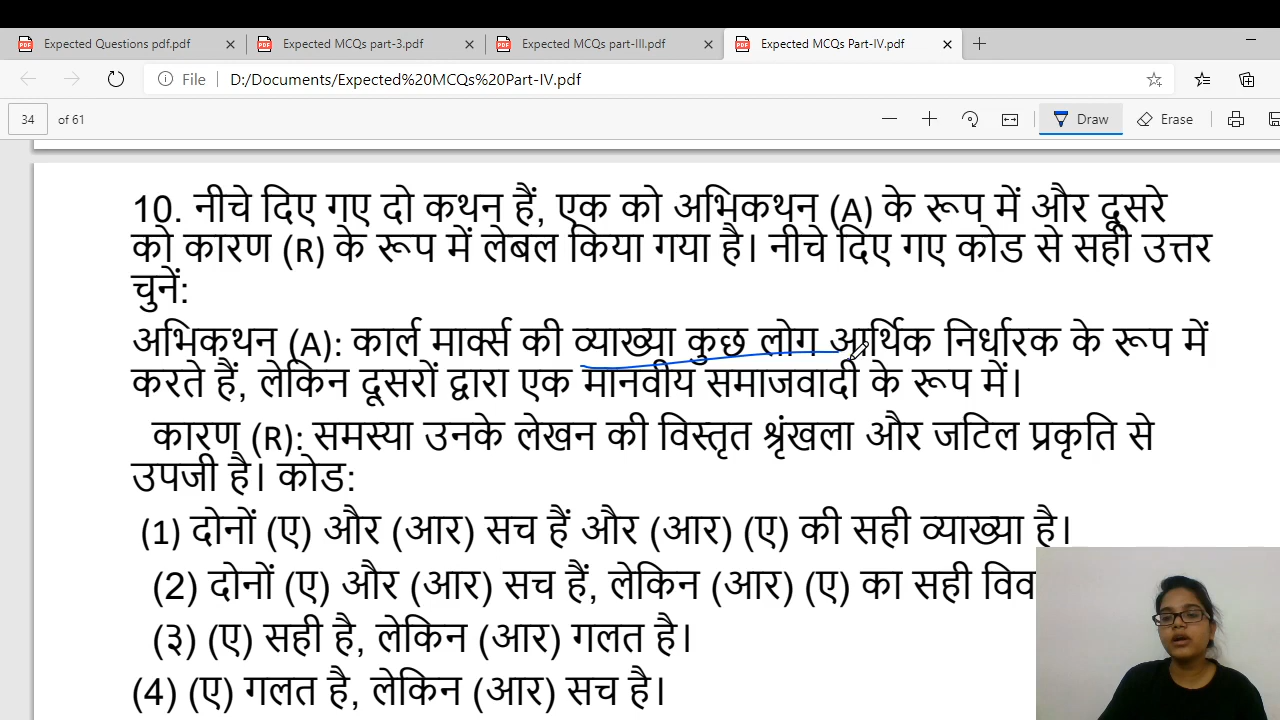 Expected Questions pdf.pdf
Expected MCQs part-3.pdf
Expected MCQs part-III.pdf
Expected MCQs Part-IV.pdf
File
D:/Documents/Expected%20MCQs%20Part-IV.pdf
34 of 61
Draw
Erase
10. नीचे दिए गए दो कथन हैं, एक को अभिकथन (A) के रूप में और दूसरे
को कारण (R) के रूप में लेबल किया गया है। नीचे दिए गए कोड से सही उत्तर
चुनें:
अभिकथन (A): कार्ल मार्क्स की व्याख्या कुछ लोग आर्थिक निर्धारक के रूप में
करते हैं, लेकिन दूसरों द्वारा एक मानवीय समाजवादी के रूप में।
कारण (R): समस्या उनके लेखन की विस्तृत श्रृंखला और जटिल प्रकृति से
उपजी है। कोड:
(1) दोनों (ए) और (आर) सच हैं और (आर) (ए) की सही व्याख्या है।
(2) दोनों (ए) और (आर) सच हैं, लेकिन (आर) (ए) का सही
(३) (ए) सही है, लेकिन (आर) गलत है।
(4) (ए) गलत है, लेकिन (आर) सच है।